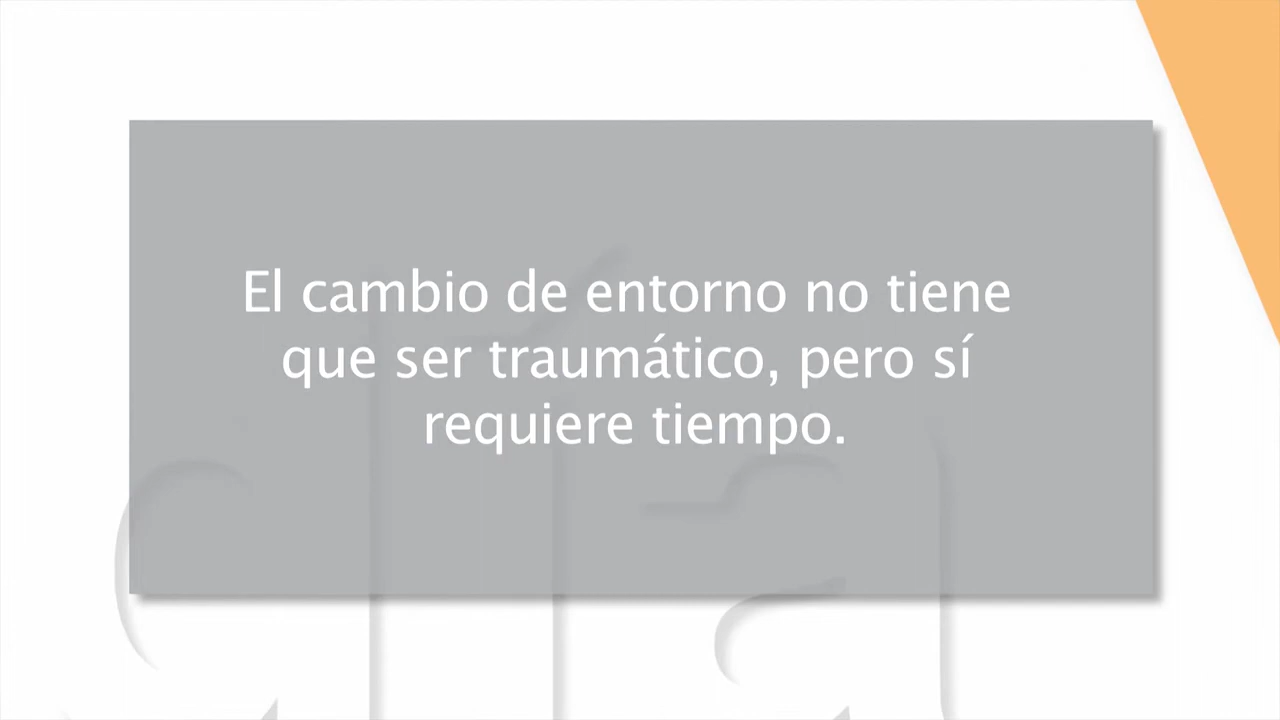 El cambio de entorno no tiene
que ser traumático, pero sí
requiere tiempo.